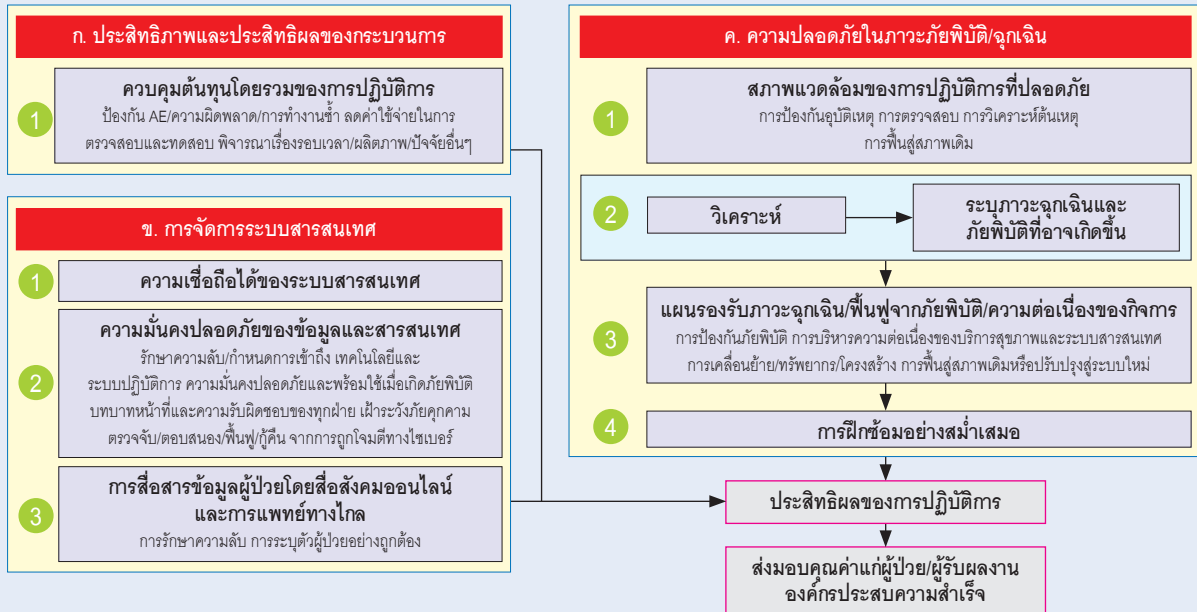 ก. ประสิทธิภาพและประสิทธิผลของกระบวนการ
1
ควบคุมต้นทุนโดยรวมของการปฏิบัติการ
ป้องกัน AE/ความผิดพลาด/การทำงานซ้ำ ลดค่าใช้จ่ายในการ
ตรวจสอบและทดสอบ พิจารณาเรื่องรอบเวลา/ผลิตภาพ/ปัจจัยอื่นๆ
ข. การจัดการระบบสารสนเทศ
1
ความเชื่อถือได้ของระบบสารสนเทศ
2
ความมั่นคงปลอดภัยของข้อมูลและสารสนเทศ
รักษาความลับ/กำหนดการเข้าถึง เทคโนโลยีและ
ระบบปฏิบัติการ ความมั่นคงปลอดภัยและพร้อมใช้เมื่อเกิดภัยพิบัติ
บทบาทหน้าที่และความรับผิดชอบของทุกฝ่าย เฝ้าระวังภัยคุกคาม
ตรวจจับ/ตอบสนอง/ฟื้นฟู/กู้คืน จากการถูกโจมตีทางไซเบอร์
3
การสื่อสารข้อมูลผู้ป่วยโดยสื่อสังคมออนไลน์
และการแพทย์ทางไกล
การรักษาความลับ การระบุตัวผู้ป่วยอย่างถูกต้อง
ค. ความปลอดภัยในภาวะภัยพิบัติ/ฉุกเฉิน
1
สภาพแวดล้อมของการปฏิบัติการที่ปลอดภัย
การป้องกันอุบัติเหตุ การตรวจสอบ การวิเคราะห์ต้นเหตุ
การฟื้นสู่สภาพเดิม
2
วิเคราะห์
ระบุภาวะฉุกเฉินและ
ภัยพิบัติที่อาจเกิดขึ้น
3
แผนรองรับภาวะฉุกเฉิน/ฟื้นฟูจากภัยพิบัติ/ความต่อเนื่องของกิจการ
การป้องกันภัยพิบัติ การบริหารความต่อเนื่องของบริการสุขภาพและระบบสารสนเทศ
การเคลื่อนย้าย/ทรัพยากร/โครงสร้าง การฟื้นสู่สภาพเดิมหรือปรับปรุงสู่ระบบใหม่
4
การฝึกซ้อมอย่างสม่ำเสมอ
ประสิทธิผลของการปฏิบัติการ
ส่งมอบคุณค่าแก่ผู้ป่วย/ผู้รับผลงาน
องค์กรประสบความสำเร็จ